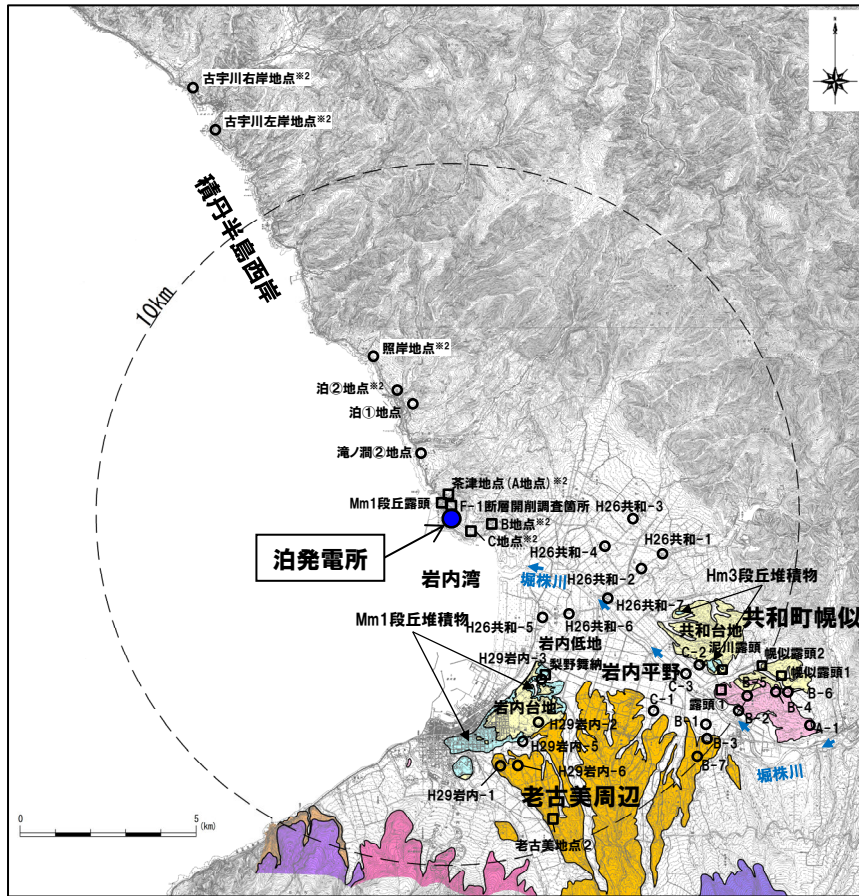 古宇川右岸地点※2
古宇川左岸地点※2
積丹半島西岸
10km
照岸地点※2
泊②地点※2
泊①地点
滝ノ澗②地点
茶津地点(A地点)※2
Mm1段丘露頭
F-1断層開削調査箇所
H26共和-3
B地点※2
C地点※2
H26共和-1
H26共和-4
泊発電所
岩内湾
堀株川
H26共和-2
Hm3段丘堆積物
H26共和-7
共和町幌似
Mm1段丘堆積物
H26共和-5
H26共和-6
共和台地
泥川露頭
岩内低地
C-2
幌似露頭2
H29岩内-3
梨野舞納
岩内平野
幌似露頭1
C-3
B-5
B-6
岩内台地
C-1
露頭1
B-4
H29岩内-2
B-1
B-2
A-1
H29岩内-5
B-3
H29岩内-6
B-7
堀株川
H29岩内-1
老古美周辺
老古美地点2
0
5
(km)